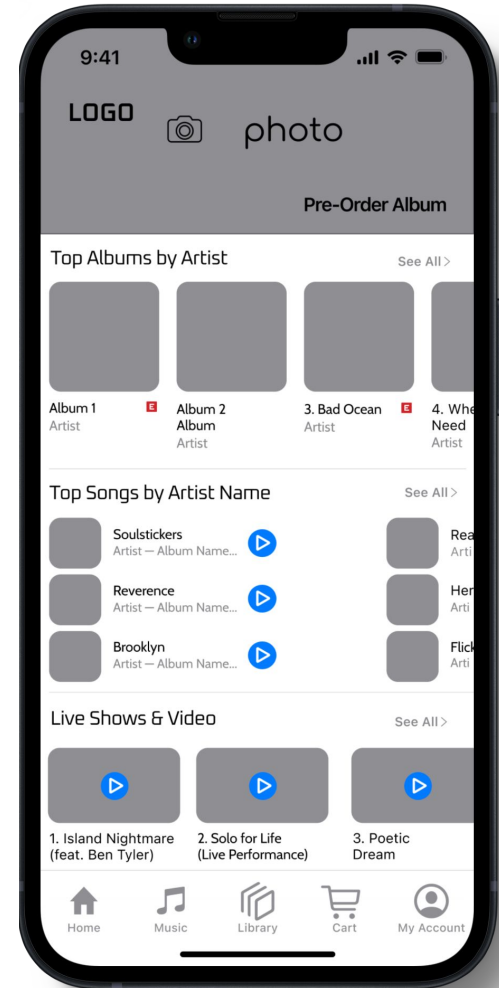 9:41
LOGO
photo
Pre-Order Album
Top Albums by Artist
See All >
Album 1 E
Artist
Album 2
Album
Artist
3. Bad Ocean E
Artist
4. Whe
Need
Artist
Top Songs by Artist Name
See All >
Soulstickers
Artist — Album Name...
Rea
Arti
Reverence
Artist — Album Name...
Her
Arti
Brooklyn
Artist — Album Name...
Flick
Arti
Live Shows & Video
See All >
1. Island Nightmare
(feat. Ben Tyler)
2. Solo for Life
(Live Performance)
3. Poetic
Dream
Home
Music
Library
Cart
My Account